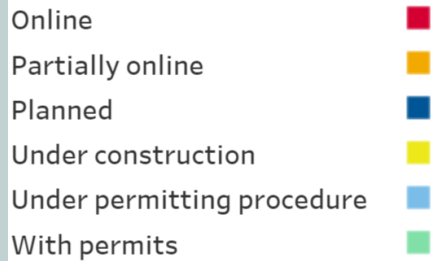 Online
Partially online
Planned
Under construction
Under permitting procedure
With permits